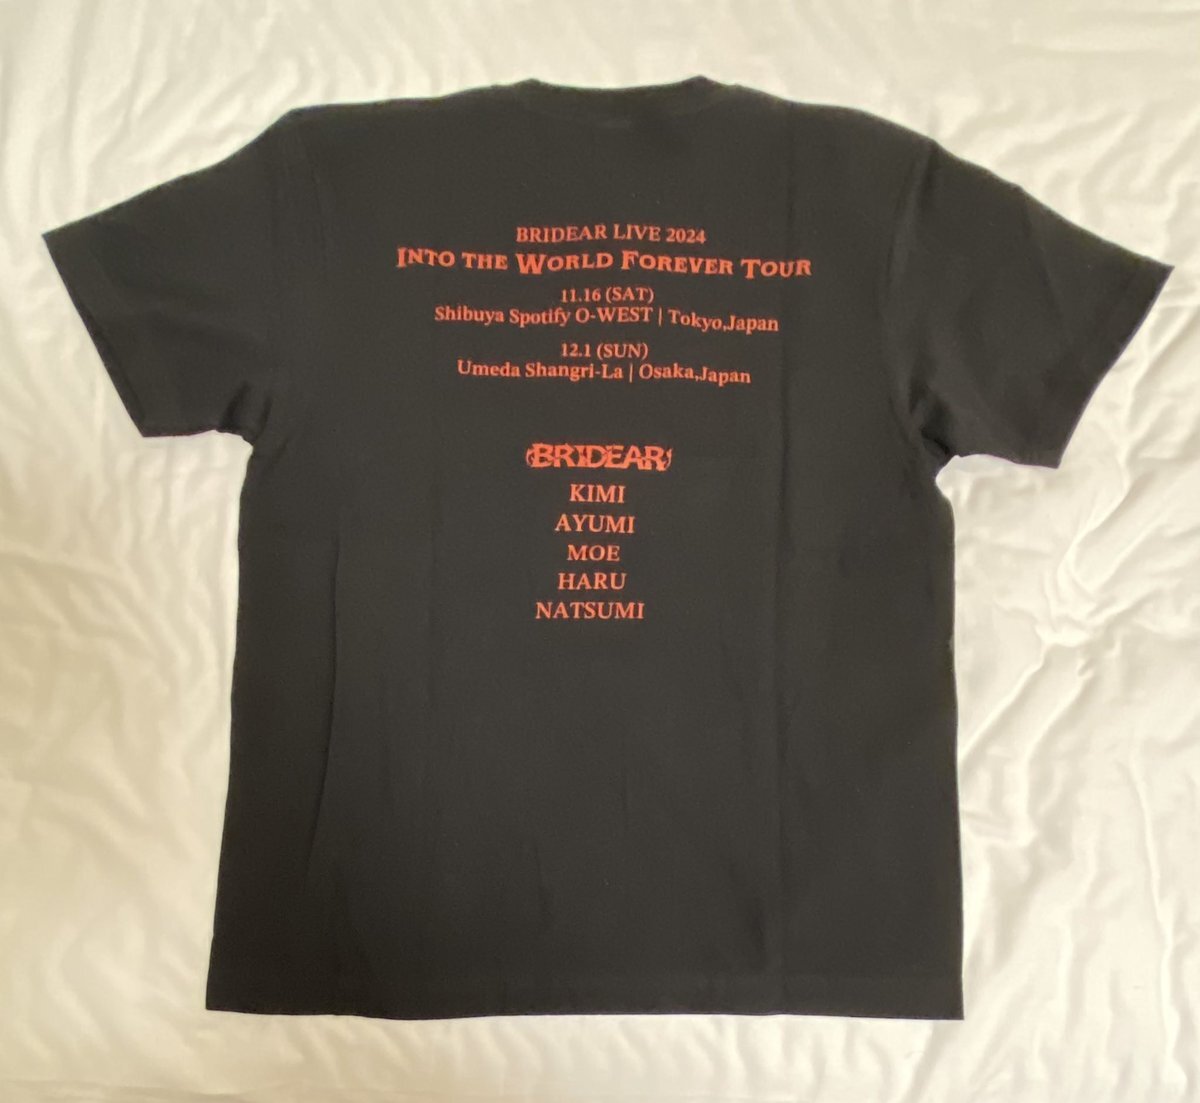 BRIDEAR LIVE 2024
INTO THE WORLD FOREVER TOUR
11.16 (SAT)
Shibuya Spotify O-WEST | Tokyo,Japan
12.1 (SUN)
Umeda Shangri-La | Osaka,Japan
BRIDEAR
KIMI
AYUMI
MOE
HARU
NATSUMI